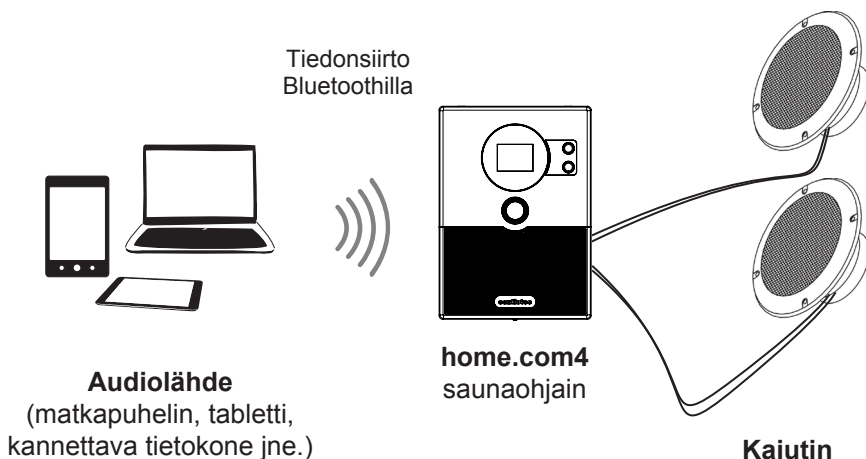 Tiedonsiirto
Bluetoothilla
home.com4
saunaohjain
Audiolähde
(matkapuhelin, tabletti,
kannettava tietokone jne.)
Kaiutin